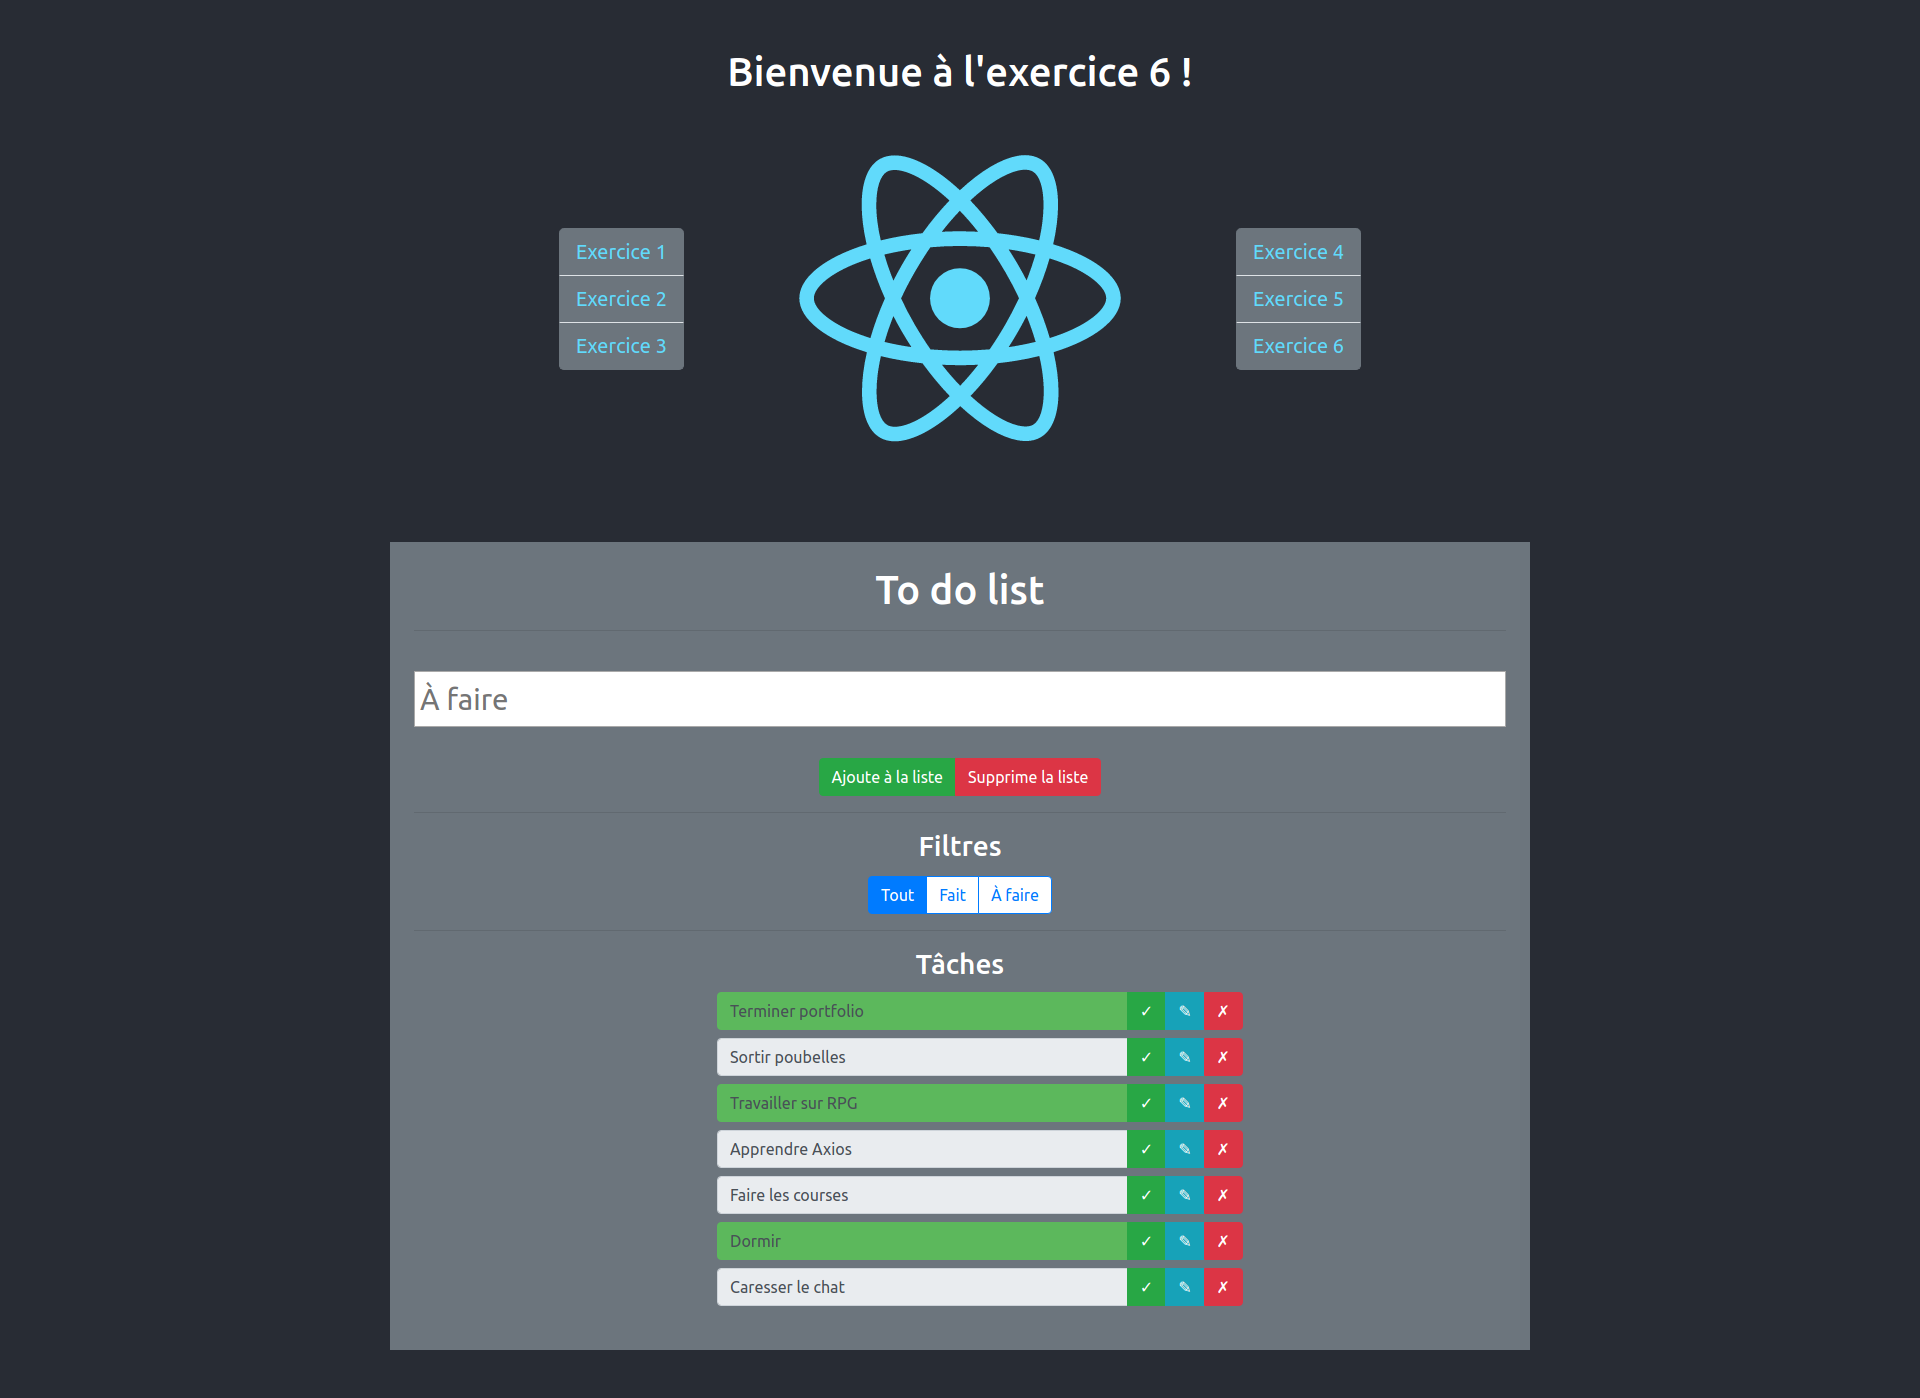 Bienvenue à l'exercice 6 !
Exercice 1
Exercice 2
Exercice 3
Exercice 4
Exercice 5
Exercice 6
To do list
À faire
Ajoute à la liste Supprime la liste
Filtres
Tout Fait À faire
Tâches
Terminer portfolio ✓ ✎ ✗
Sortir poubelles ✓ ✎ ✗
Travailler sur RPG ✓ ✎ ✗
Apprendre Axios ✓ ✎ ✗
Faire les courses ✓ ✎ ✗
Dormir ✓ ✎ ✗
Caresser le chat ✓ ✎ ✗